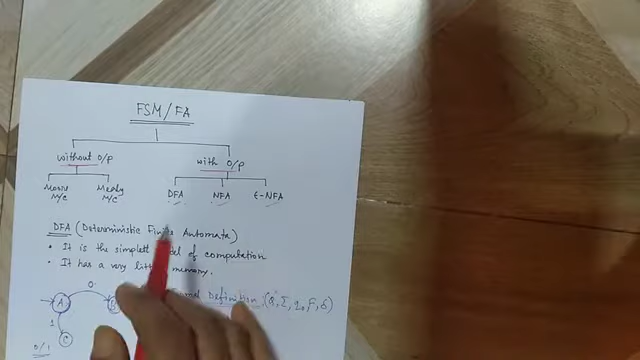 FSM/FA
without O/P
with O/P
Moore M/C
Mealy M/C
DFA
NFA
ε-NFA
DFA (Deterministic Finite Automata)
• It is the simplest model of computation
• It has a very little memory.
A
0
1
C
Definition: (Q, Σ, q₀, F, δ)
0/1